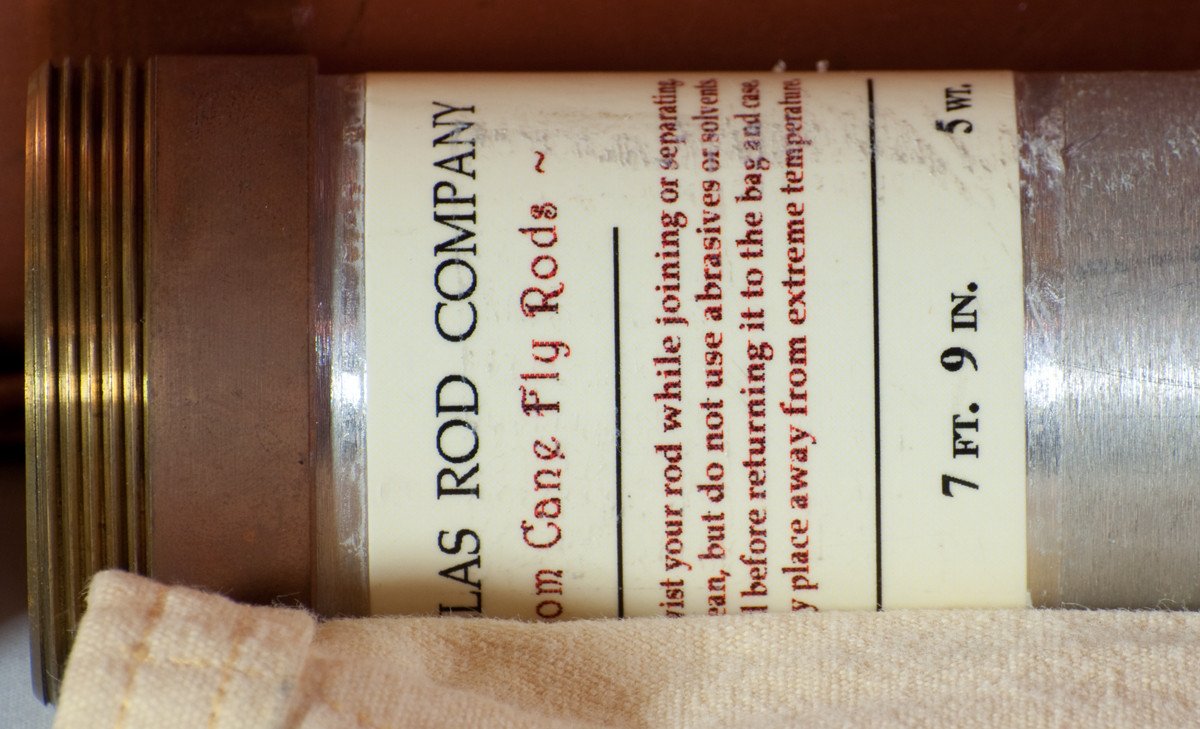 LAS ROD COMPANY
om Cane Fly Rods ~
ist your rod while joining or separating
ean, but do not use abrasives or solvents
l before returning it to the bag and case
y place away from extreme temperature
7 FT. 9 IN. 5 WT.